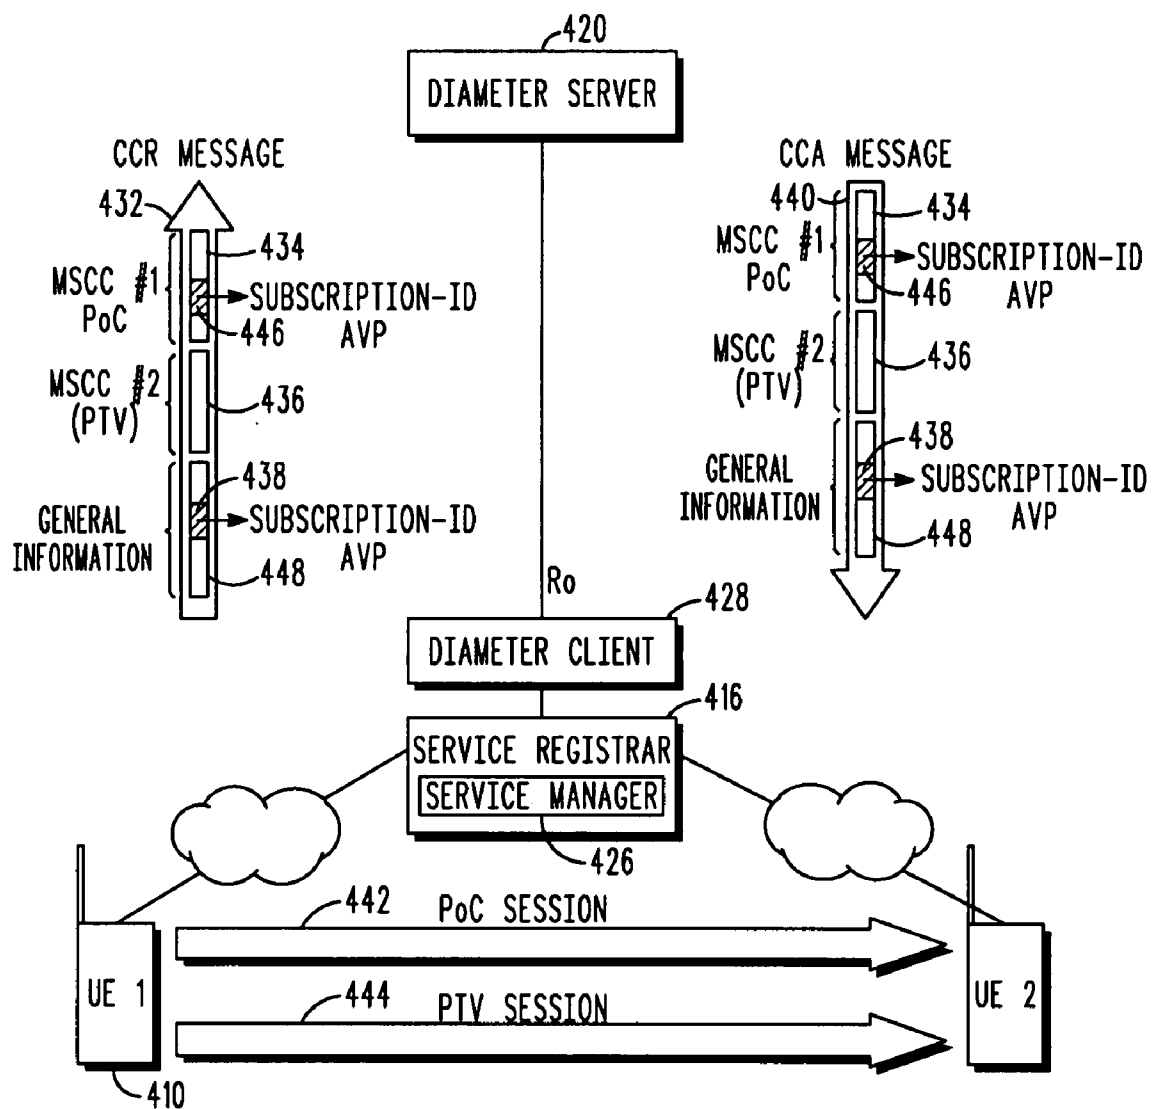 420
DIAMETER SERVER
CCR MESSAGE
432
434
MSCC #1
PoC
SUBSCRIPTION-ID
AVP
446
MSCC #2
(PTV)
436
438
GENERAL
INFORMATION
SUBSCRIPTION-ID
AVP
448
CCA MESSAGE
440
434
MSCC #1
PoC
SUBSCRIPTION-ID
AVP
446
MSCC #2
(PTV)
436
438
GENERAL
INFORMATION
SUBSCRIPTION-ID
AVP
448
Ro
428
DIAMETER CLIENT
416
SERVICE REGISTRAR
SERVICE MANAGER
426
442
PoC SESSION
UE 1
444
PTV SESSION
UE 2
410